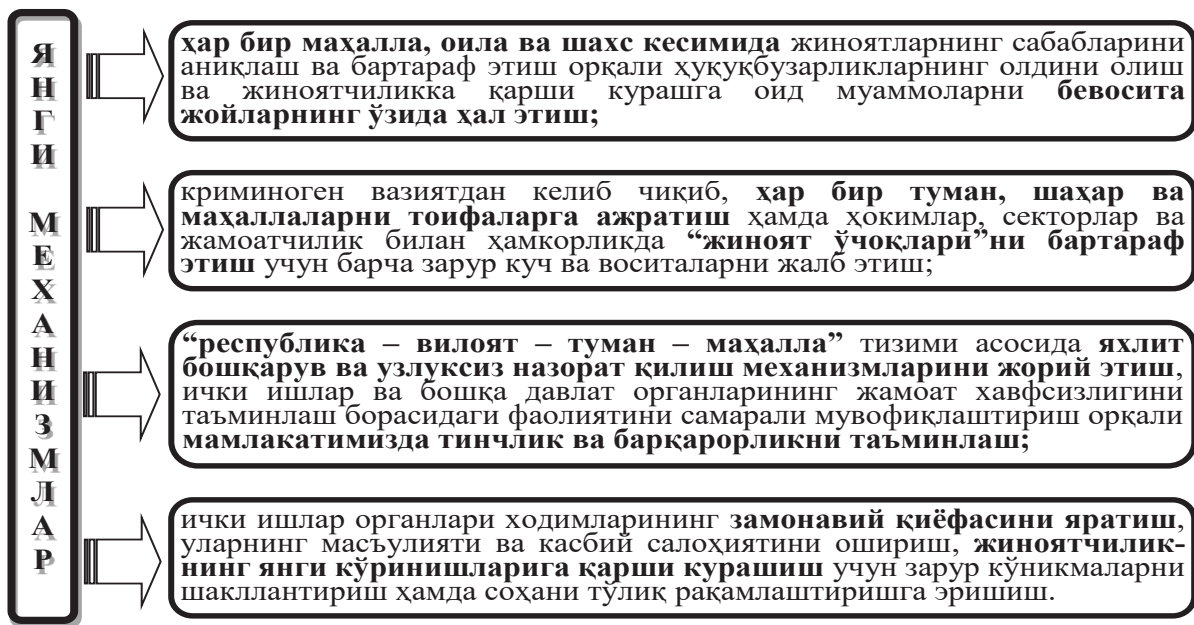 ЯНГИ МЕХАНИЗМЛАР
ҳар бир маҳалла, оила ва шахс кесимида жиноятларнинг сабабларини
аниқлаш ва бартараф этиш орқали ҳуқуқбузарликларнинг олдини олиш
ва жиноятчиликка қарши курашга оид муаммоларни бевосита
жойларнинг ўзида ҳал этиш;
криминоген вазиятдан келиб чиқиб, ҳар бир туман, шаҳар ва
маҳаллаларни тоифаларга ажратиш ҳамда ҳокимлар, секторлар ва
жамоатчилик билан ҳамкорликда “жиноят ўчоқлари”ни бартараф
этиш учун барча зарур куч ва воситаларни жалб этиш;
“республика – вилоят – туман – маҳалла” тизими асосида яхлит
бошқарув ва узлуксиз назорат қилиш механизмларини жорий этиш,
ички ишлар ва бошқа давлат органларининг жамоат хавфсизлигини
таъминлаш борасидаги фаолиятини самарали мувофиқлаштириш орқали
мамлакатимизда тинчлик ва барқарорликни таъминлаш;
ички ишлар органлари ходимларининг замонавий қиёфасини яратиш,
уларнинг масъулияти ва касбий салоҳиятини ошириш, жиноятчилик-
нинг янги кўринишларига қарши курашиш учун зарур кўникмаларни
шакллантириш ҳамда соҳани тўлиқ рақамлаштиришга эришиш.